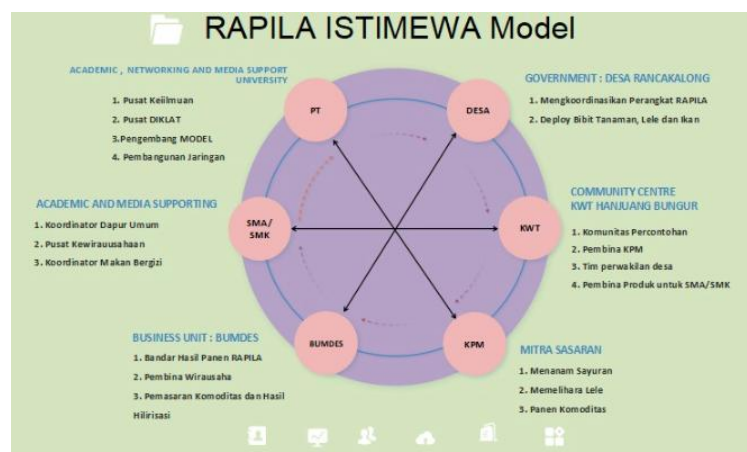 RAPILA ISTIMEWA Model
ACADEMIC , NETWORKING AND MEDIA SUPPORT
UNIVERSITY
1. Pusat Keiilmuan
2. Pusat DIKLAT
3.Pengembang MODEL
4. Pembangunan Jaringan
PT
DESA
GOVERNMENT : DESA RANCAKALONG
1. Mengkoordinasikan Perangkat RAPILA
2. Deploy Bibit Tanaman, Lele dan Ikan
ACADEMIC AND MEDIA SUPPORTING
1. Koordinator Dapur Umum
2. Pusat Kewirauusahaan
3. Koordinator Makan Bergizi
SMA/
SMK
KWT
COMMUNITY CENTRE
KWT HANJUANG BUNGUR
1. Komunitas Percontohan
2. Pembina KPM
3. Tim perwakilan desa
4. Pembina Produk untuk SMA/SMK
BUSINESS UNIT : BUMDES
1. Bandar Hasil Panen RAPILA
2. Pembina Wirausaha
3. Pemasaran Komoditas dan Hasil
Hilirisasi
BUMDES
KPM
MITRA SASARAN
1. Menanam Sayuran
2. Memelihara Lele
3. Panen Komoditas